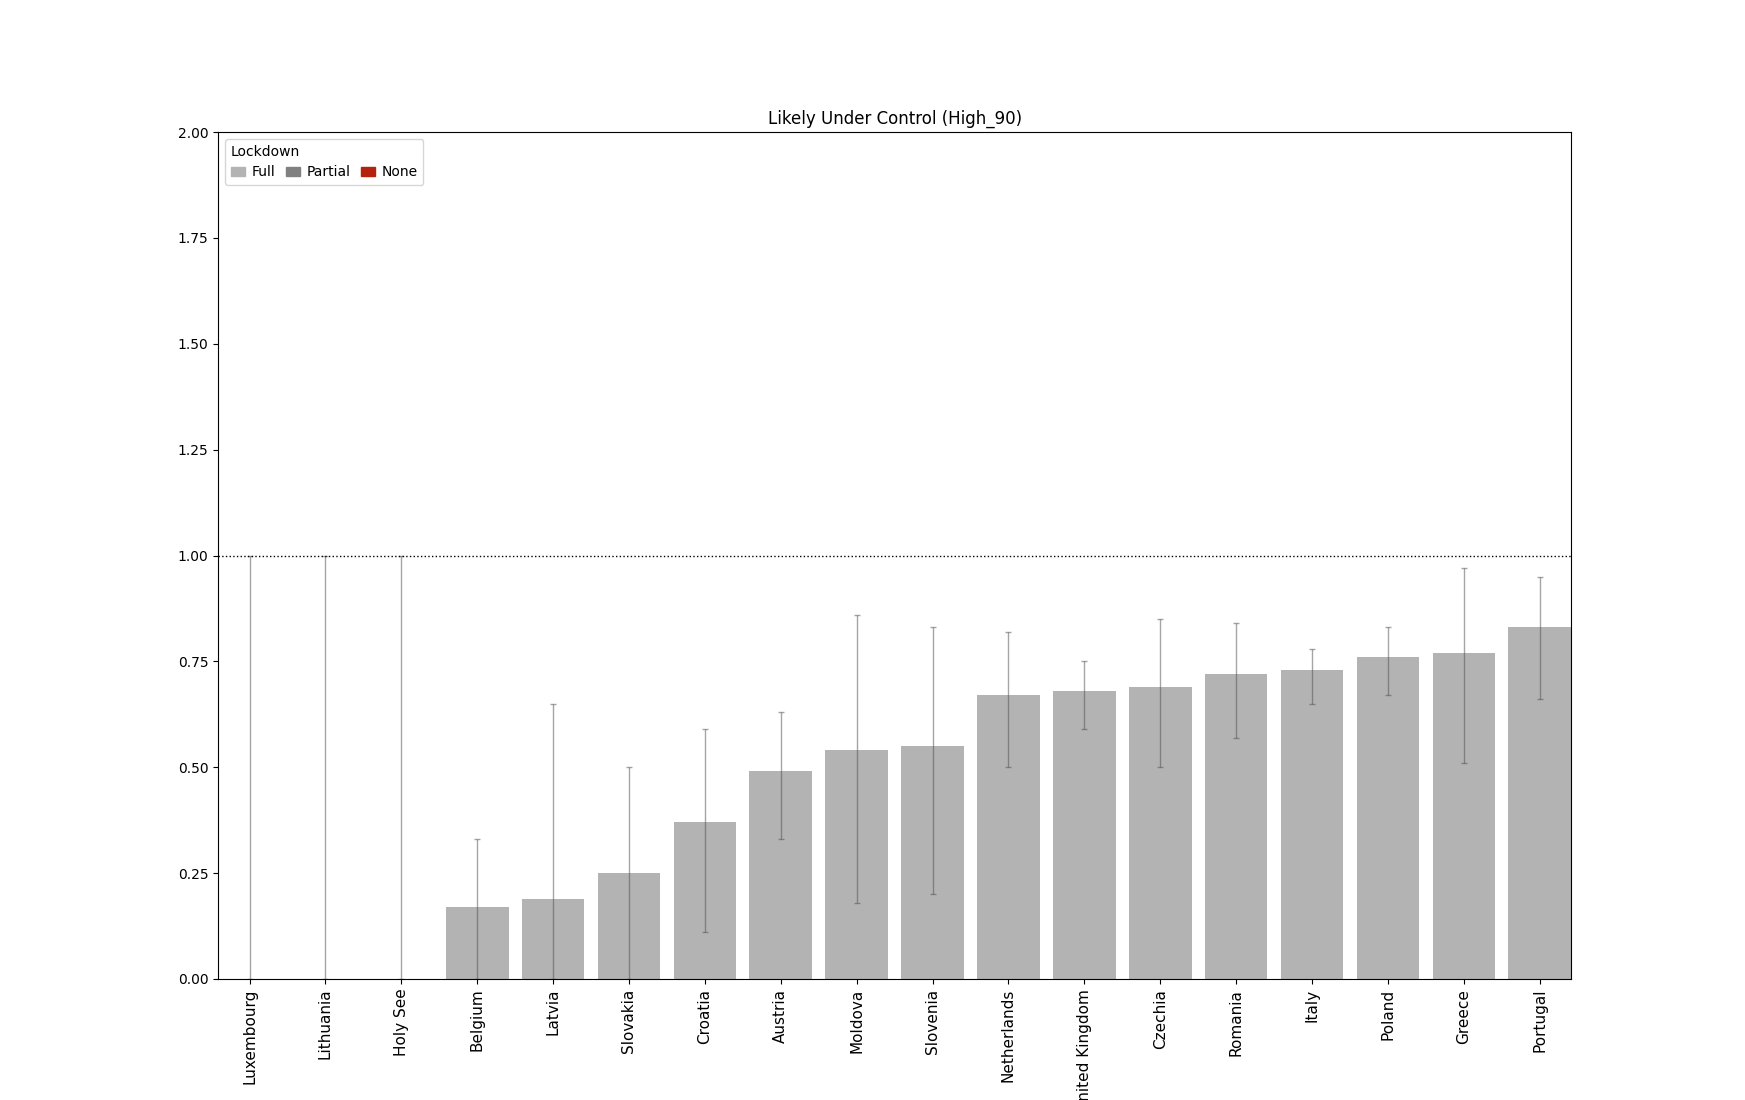 Likely Under Control (High_90)
Lockdown
Full Partial None
2.00
1.75
1.50
1.25
1.00
0.75
0.50
0.25
0.00
Luxembourg
Lithuania
Holy See
Belgium
Latvia
Slovakia
Croatia
Austria
Moldova
Slovenia
Netherlands
nited Kingdom
Czechia
Romania
Italy
Poland
Greece
Portugal